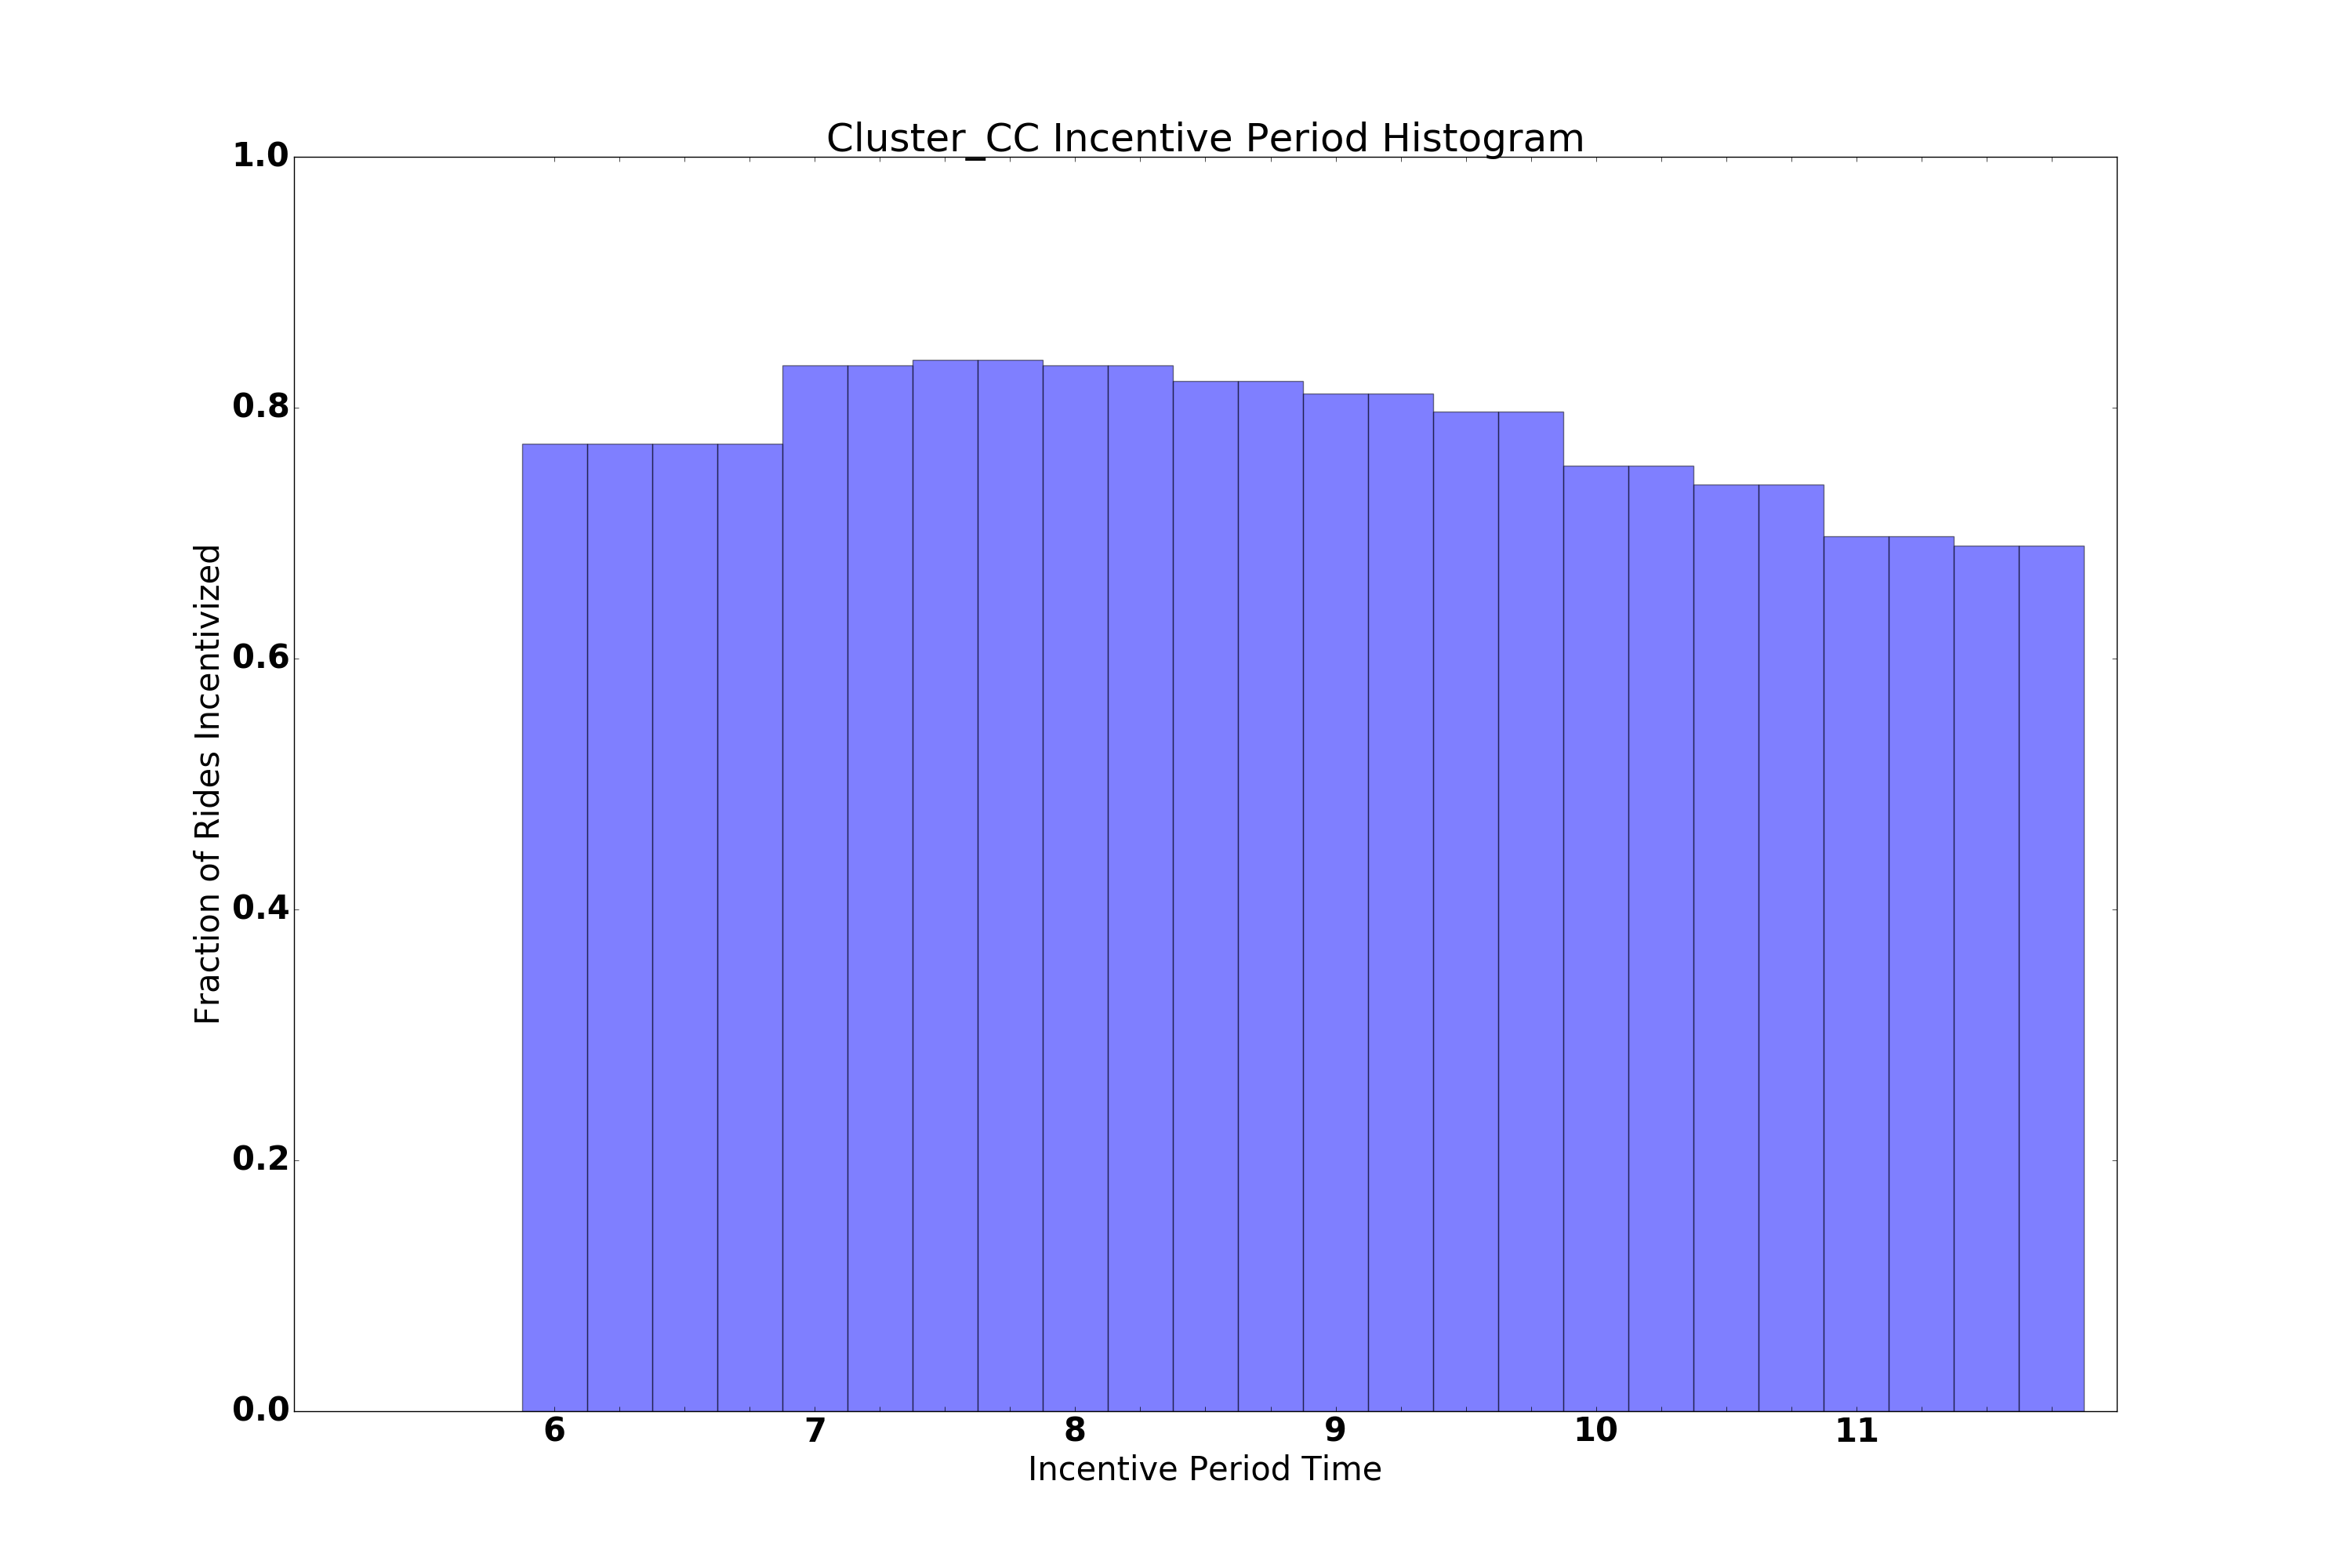 Cluster_CC Incentive Period Histogram
1.0
0.8
0.6
0.4
0.2
0.0
Fraction of Rides Incentivized
6 7 8 9 10 11
Incentive Period Time